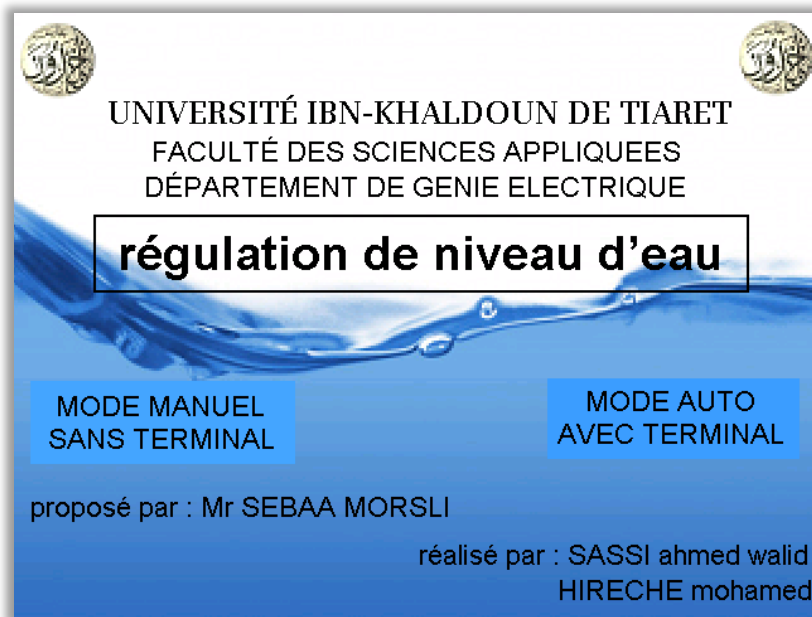 UNIVERSITÉ IBN-KHALDOUN DE TIARET
FACULTÉ DES SCIENCES APPLIQUEES
DÉPARTEMENT DE GENIE ELECTRIQUE
régulation de niveau d'eau
MODE MANUEL
SANS TERMINAL
MODE AUTO
AVEC TERMINAL
proposé par : Mr SEBAA MORSLI
réalisé par : SASSI ahmed walid
HIRECHE mohamed